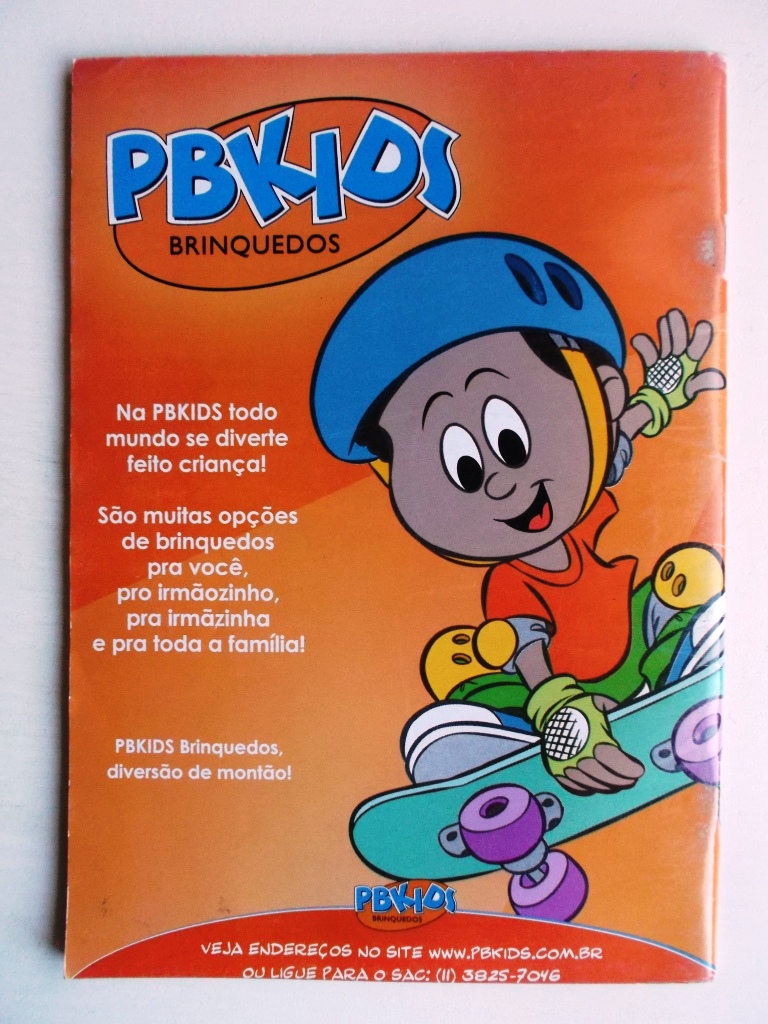 PBKIDS
BRINQUEDOS
Na PBKIDS todo
mundo se diverte
feito criança!
São muitas opções
de brinquedos
pra você,
pro irmãozinho,
pra irmãzinha
e pra toda a família!
PBKIDS Brinquedos,
diversão de montão!
PBKIDS
BRINQUEDOS
VEJA ENDEREÇOS NO SITE WWW.PBKIDS.COM.BR
OU LIGUE PARA O SAC: (11) 3825-7046